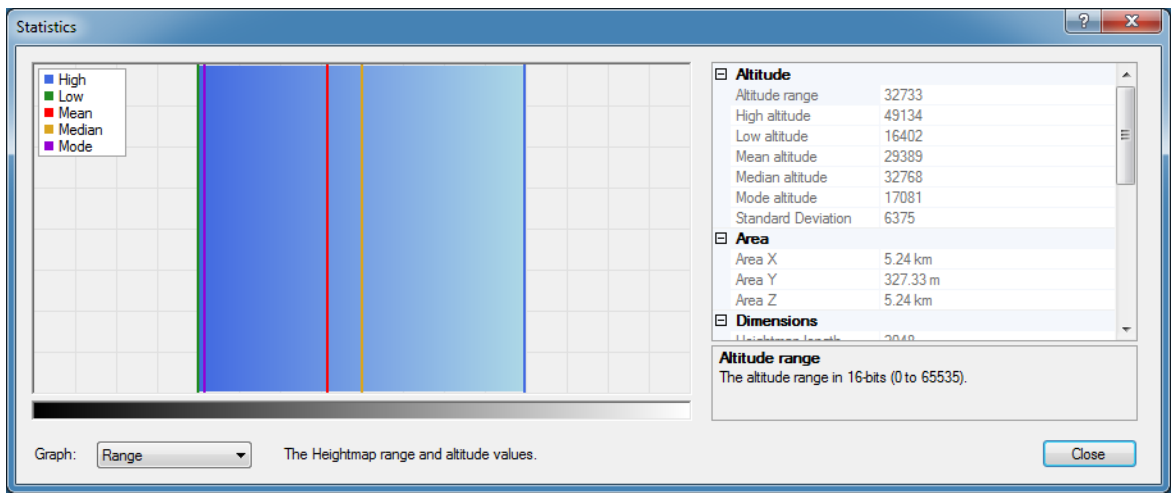 Statistics
High
Low
Mean
Median
Mode
Altitude
Altitude range 32733
High altitude 49134
Low altitude 16402
Mean altitude 29389
Median altitude 32768
Mode altitude 17081
Standard Deviation 6375
Area
Area X 5.24 km
Area Y 327.33 m
Area Z 5.24 km
Dimensions
Heightmap length 2048
Altitude range
The altitude range in 16-bits (0 to 65535).
Graph: Range The Heightmap range and altitude values. Close